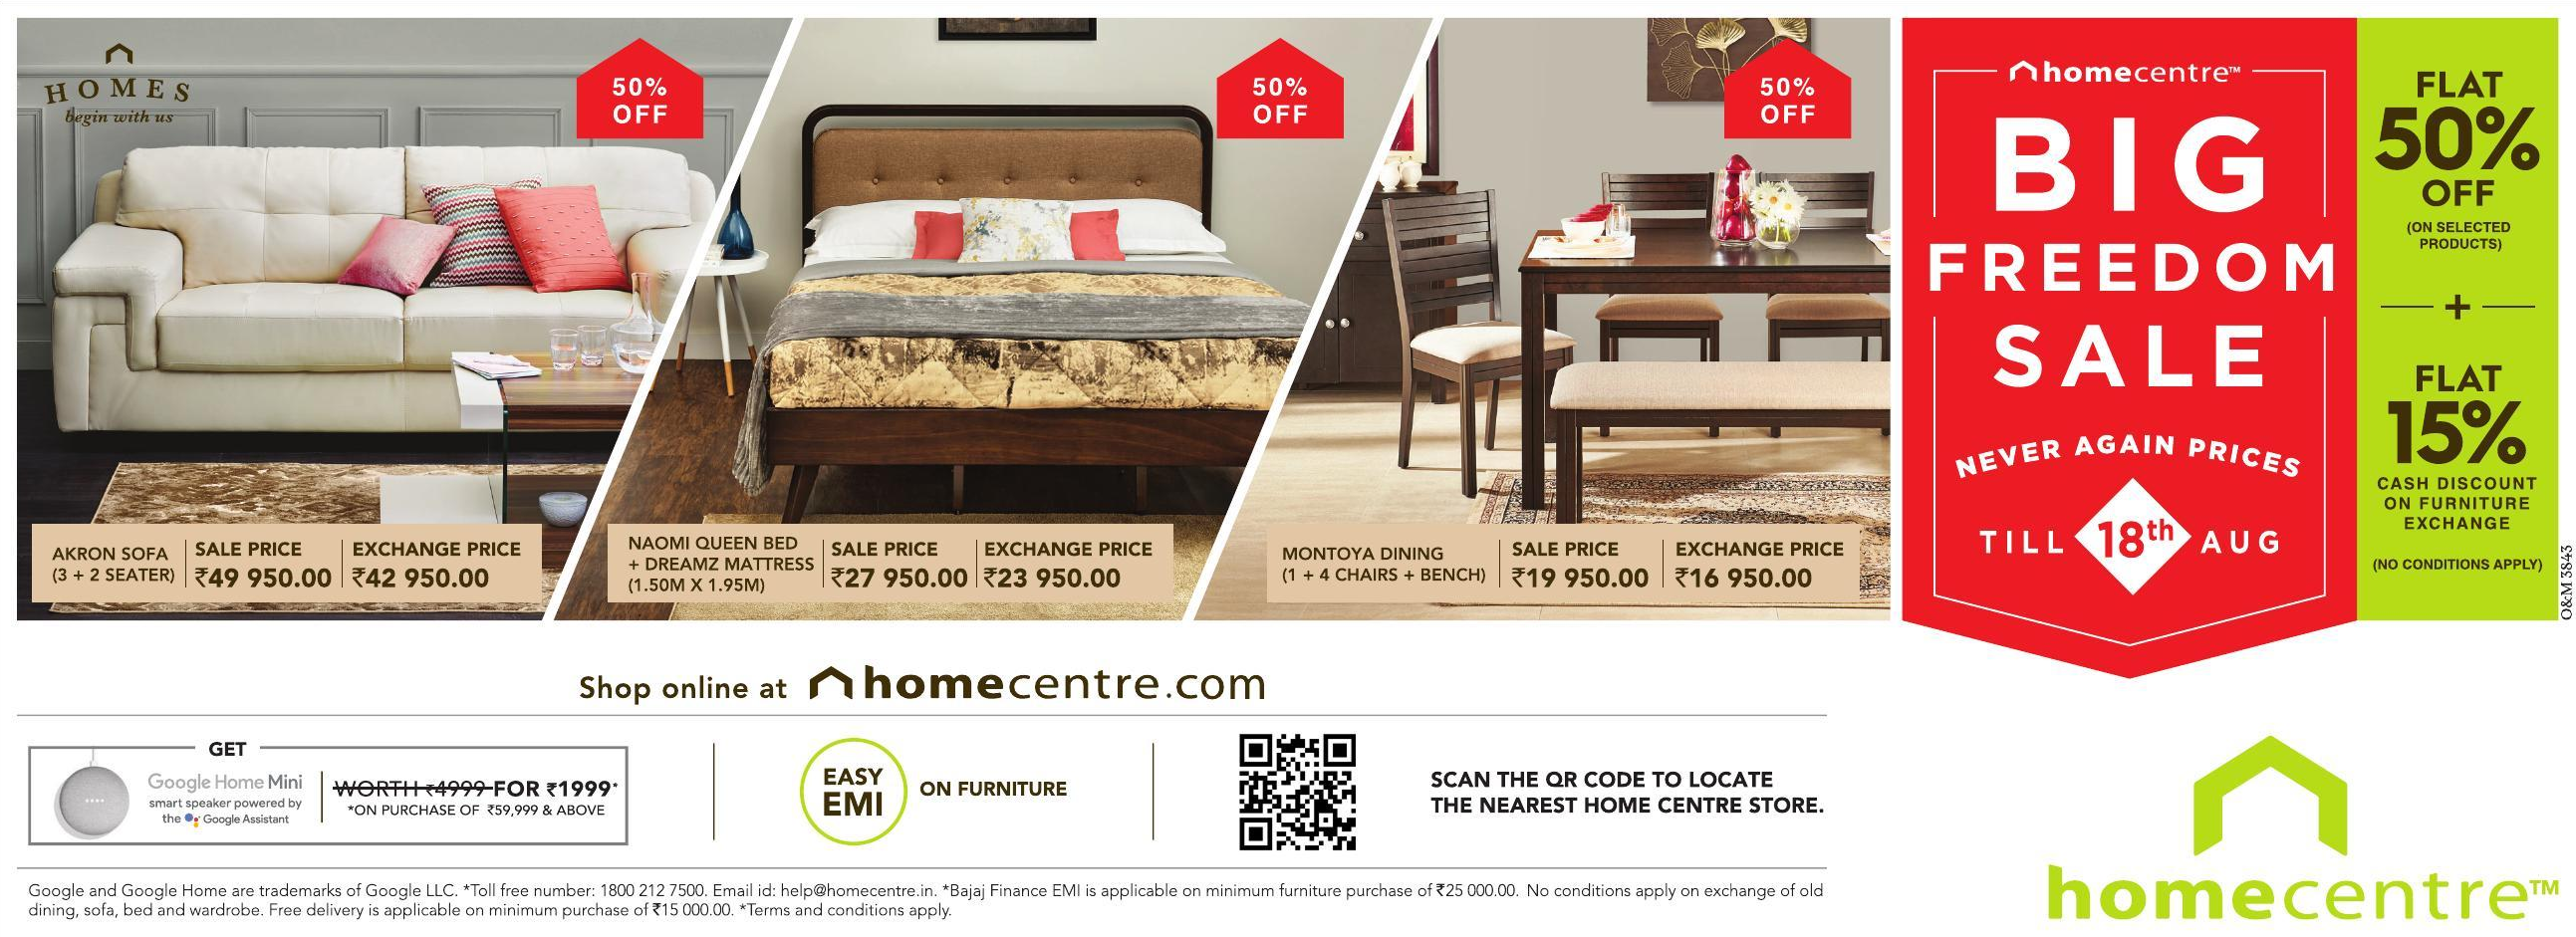 HOMES
begin with us
50%
OFF
AKRON SOFA
(3 + 2 SEATER)
SALE PRICE
₹49 950.00
EXCHANGE PRICE
₹42 950.00
50%
OFF
NAOMI QUEEN BED
+ DREAMZ MATTRESS
(1.50M X 1.95M)
SALE PRICE
₹27 950.00
EXCHANGE PRICE
₹23 950.00
50%
OFF
MONTOYA DINING
(1 + 4 CHAIRS + BENCH)
SALE PRICE
₹19 950.00
EXCHANGE PRICE
₹16 950.00
homecentre™
BIG
FREEDOM
SALE
NEVER AGAIN PRICES
TILL 18th AUG
FLAT
50%
OFF
(ON SELECTED
PRODUCTS)
+
FLAT
15%
CASH DISCOUNT
ON FURNITURE
EXCHANGE
(NO CONDITIONS APPLY)
O&M 3843
Shop online at homecentre.com
GET
Google Home Mini
smart speaker powered by
the Google Assistant
WORTH ₹4999 FOR ₹1999*
*ON PURCHASE OF ₹59,999 & ABOVE
EASY
EMI
ON FURNITURE
SCAN THE QR CODE TO LOCATE
THE NEAREST HOME CENTRE STORE.
Google and Google Home are trademarks of Google LLC. *Toll free number: 1800 212 7500. Email id: help@homecentre.in. *Bajaj Finance EMI is applicable on minimum furniture purchase of ₹25 000.00. No conditions apply on exchange of old
dining, sofa, bed and wardrobe. Free delivery is applicable on minimum purchase of ₹15 000.00. *Terms and conditions apply.
homecentre™